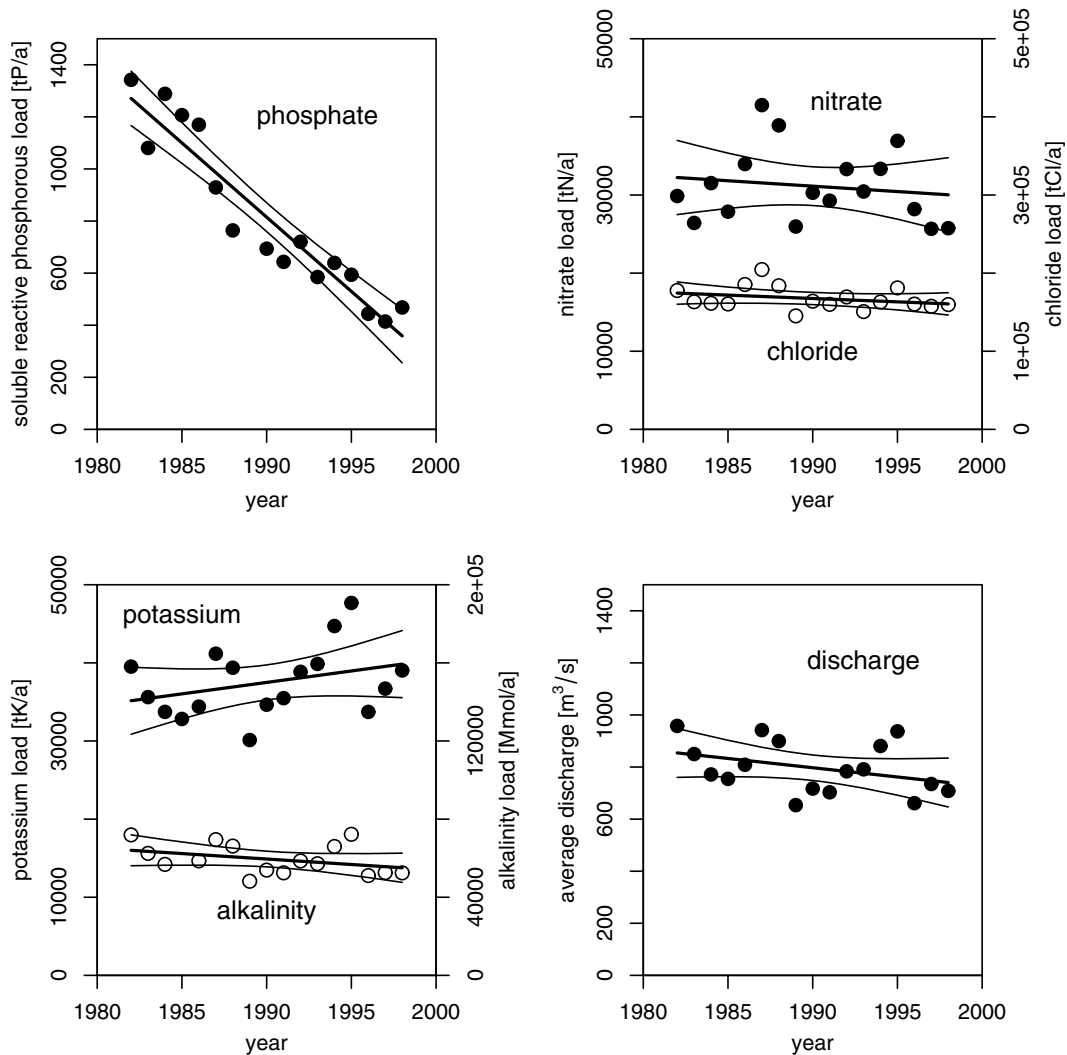 soluble reactive phosphorous load [tP/a]
0 200 600 1000 1400
phosphate
1980 1985 1990 1995 2000
year
nitrate load [tN/a]
0 10000 30000 50000
nitrate
chloride
0 1e+05 3e+05 5e+05
chloride load [tCl/a]
1980 1985 1990 1995 2000
year
potassium load [tK/a]
0 10000 30000 50000
potassium
alkalinity
0 40000 120000 2e+05
alkalinity load [Mmol/a]
1980 1985 1990 1995 2000
year
average discharge [m³/s]
0 200 600 1000 1400
discharge
1980 1985 1990 1995 2000
year